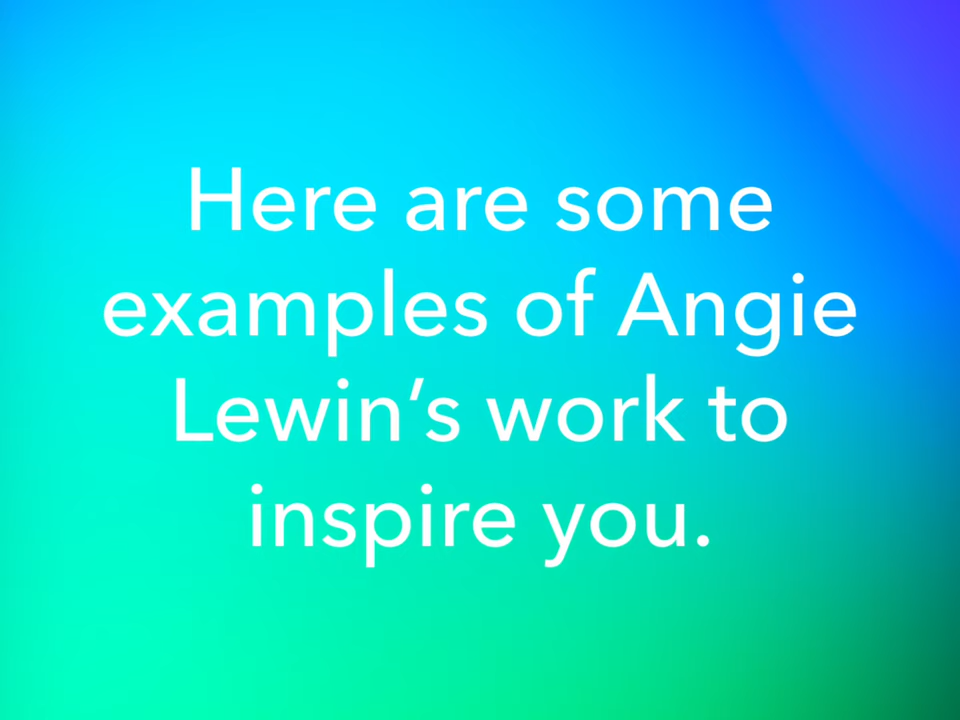 Here are some
examples of Angie
Lewin’s work to
inspire you.